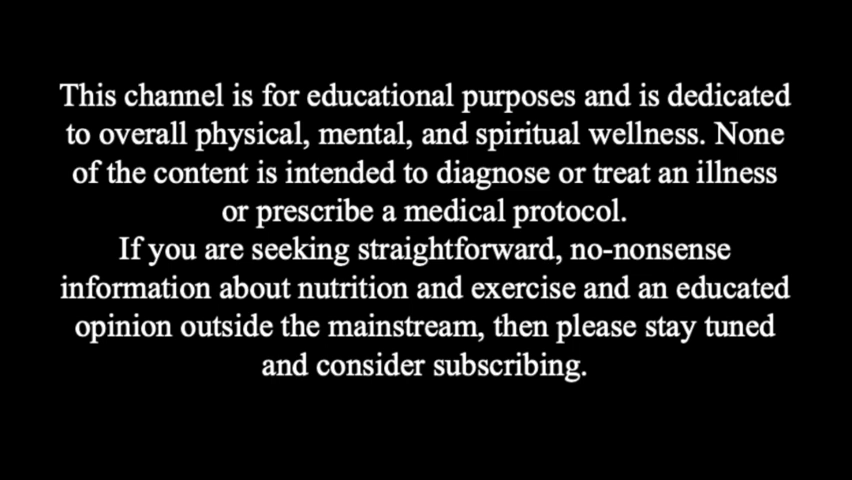 This channel is for educational purposes and is dedicated
to overall physical, mental, and spiritual wellness. None
of the content is intended to diagnose or treat an illness
or prescribe a medical protocol.
If you are seeking straightforward, no-nonsense
information about nutrition and exercise and an educated
opinion outside the mainstream, then please stay tuned
and consider subscribing.